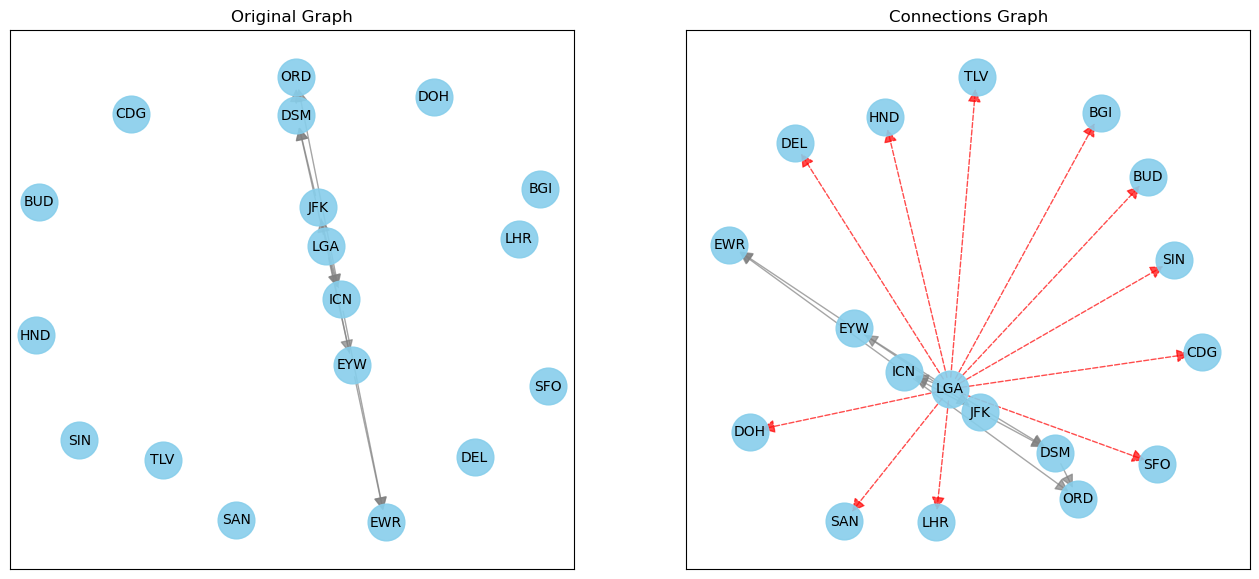 Original Graph
ORD
DOH
CDG
DSM
BGI
BUD
JFK
LHR
LGA
ICN
HND
EYW
SFO
SIN
TLV
DEL
SAN
EWR
Connections Graph
TLV
BGI
HND
DEL
BUD
EWR
SIN
EYW
CDG
ICN
LGA
JFK
DOH
DSM
SFO
ORD
SAN
LHR